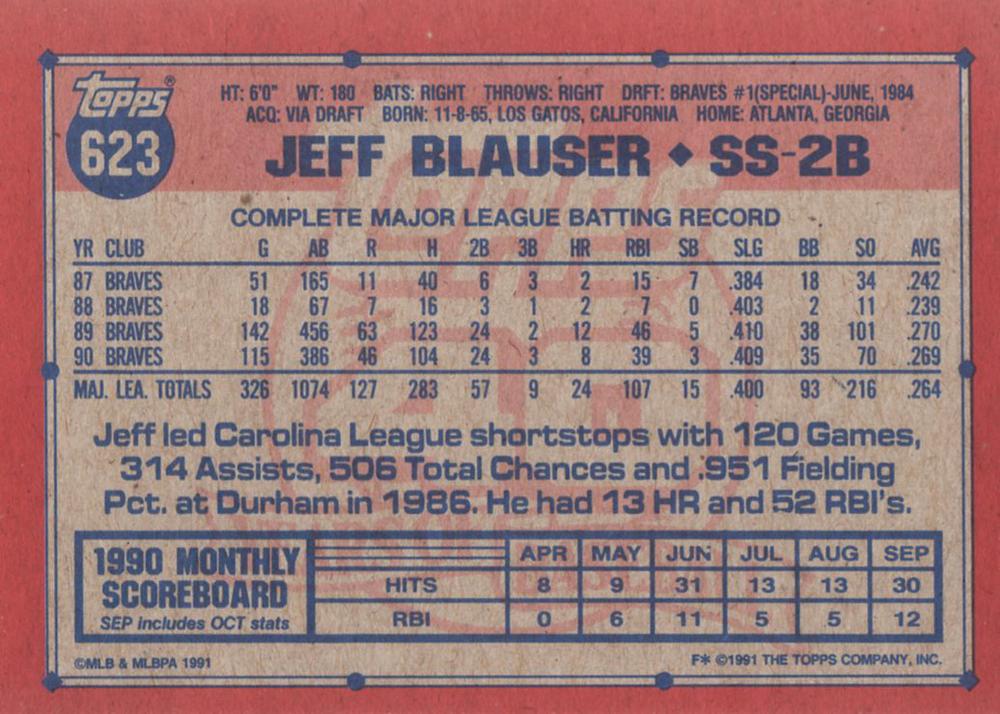 Topps®
623
HT: 6'0" WT: 180 BATS: RIGHT THROWS: RIGHT DRFT: BRAVES #1(SPECIAL)-JUNE, 1984
ACQ: VIA DRAFT BORN: 11-8-65, LOS GATOS, CALIFORNIA HOME: ATLANTA, GEORGIA
JEFF BLAUSER ◆ SS-2B
COMPLETE MAJOR LEAGUE BATTING RECORD
YR CLUB G AB R H 2B 3B HR RBI SB SLG BB SO AVG
87 BRAVES 51 165 11 40 6 3 2 15 7 .384 18 34 .242
88 BRAVES 18 67 7 16 3 1 2 7 0 .403 2 11 .239
89 BRAVES 142 456 63 123 24 2 12 46 5 .410 38 101 .270
90 BRAVES 115 386 46 104 24 3 8 39 3 .409 35 70 .269
MAJ. LEA. TOTALS 326 1074 127 283 57 9 24 107 15 .400 93 216 .264
Jeff led Carolina League shortstops with 120 Games,
314 Assists, 506 Total Chances and .951 Fielding
Pct. at Durham in 1986. He had 13 HR and 52 RBI's.
1990 MONTHLY
SCOREBOARD
SEP includes OCT stats
APR MAY JUN JUL AUG SEP
HITS 8 9 31 13 13 30
RBI 0 6 11 5 5 12
©MLB & MLBPA 1991
F* ©1991 THE TOPPS COMPANY, INC.